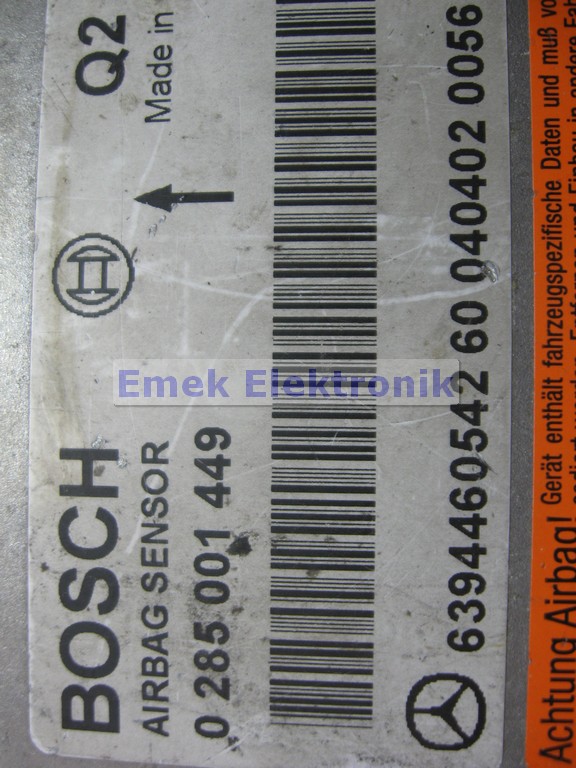 BOSCH Q2
AIRBAG SENSOR Made in
0 285 001 449
6394460542 60 040402 0056
Achtung Airbag! Gerät enthält fahrzeugspezifische Daten und muß
Emek Elektronik